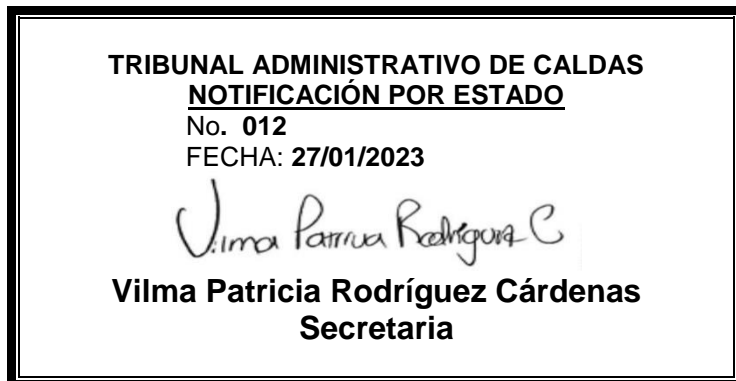 TRIBUNAL ADMINISTRATIVO DE CALDAS
NOTIFICACIÓN POR ESTADO
No. 012
FECHA: 27/01/2023
Vilma Patricia Rodríguez C
Vilma Patricia Rodríguez Cárdenas
Secretaria